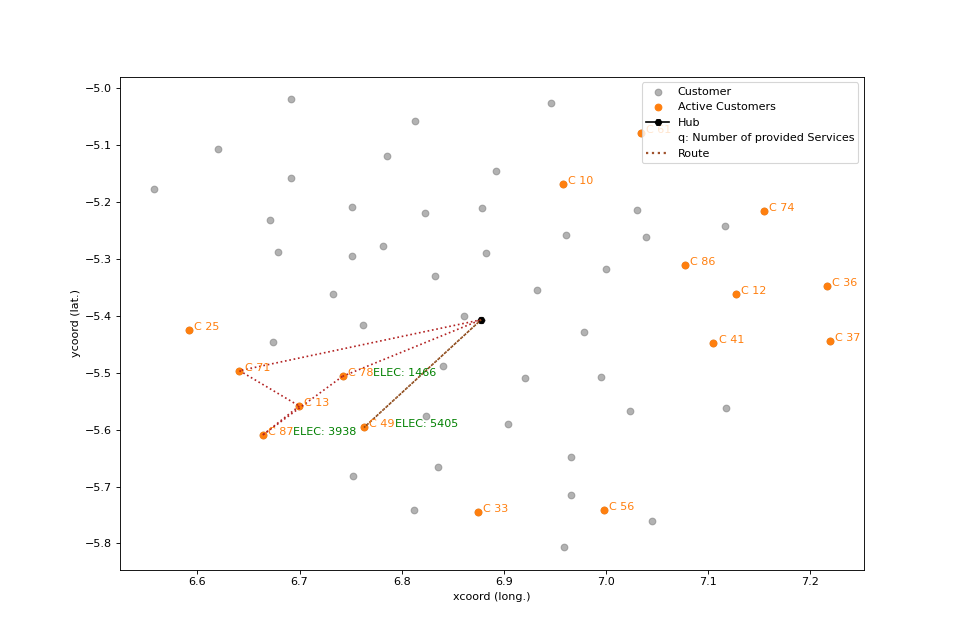 Customer
Active Customers
Hub
q: Number of provided Services
Route
C 61
C 10
C 74
C 86
C 12
C 36
C 41
C 37
C 25
C 71
C 78 ELEC: 1466
C 13
C 87 ELEC: 3938
C 49 ELEC: 5405
C 33
C 56
−5.0
−5.1
−5.2
−5.3
−5.4
−5.5
−5.6
−5.7
−5.8
ycoord (lat.)
6.6 6.7 6.8 6.9 7.0 7.1 7.2
xcoord (long.)